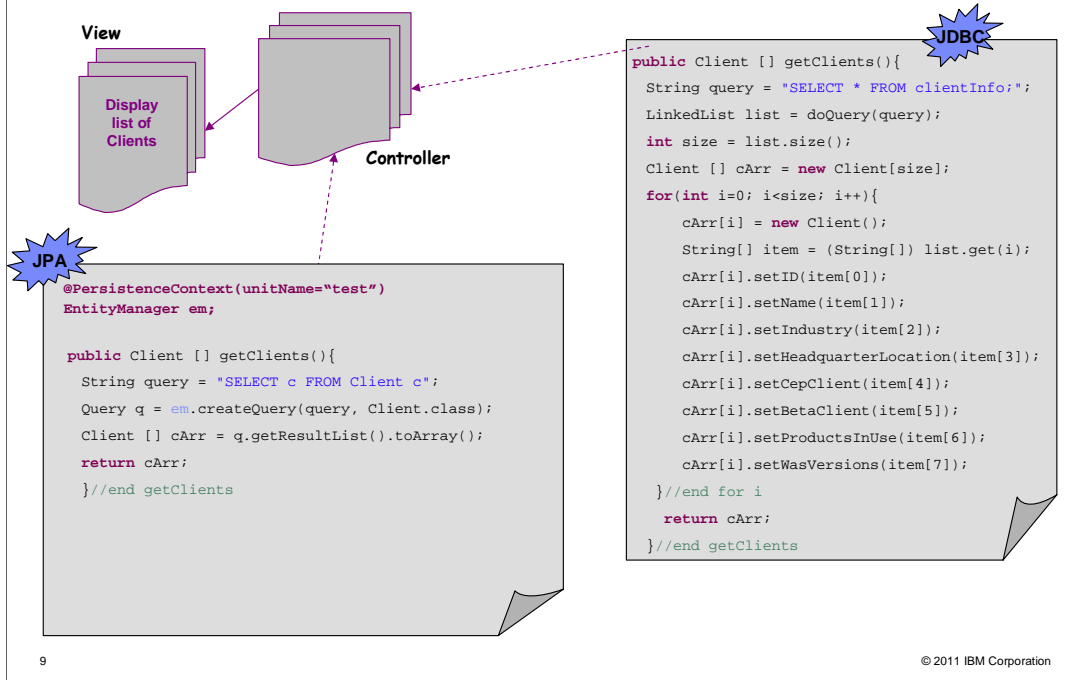 View
Display
list of
Clients
Controller
JDBC
public Client [] getClients(){
String query = "SELECT * FROM clientInfo;";
LinkedList list = doQuery(query);
int size = list.size();
Client [] cArr = new Client[size];
for(int i=0; i<size; i++){
cArr[i] = new Client();
String[] item = (String[]) list.get(i);
cArr[i].setID(item[0]);
cArr[i].setName(item[1]);
cArr[i].setIndustry(item[2]);
cArr[i].setHeadquarterLocation(item[3]);
cArr[i].setCepClient(item[4]);
cArr[i].setBetaClient(item[5]);
cArr[i].setProductsInUse(item[6]);
cArr[i].setWasVersions(item[7]);
}//end for i
return cArr;
}//end getClients
JPA
@PersistenceContext(unitName=“test”)
EntityManager em;
public Client [] getClients(){
String query = "SELECT c FROM Client c";
Query q = em.createQuery(query, Client.class);
Client [] cArr = q.getResultList().toArray();
return cArr;
}//end getClients
9
© 2011 IBM Corporation